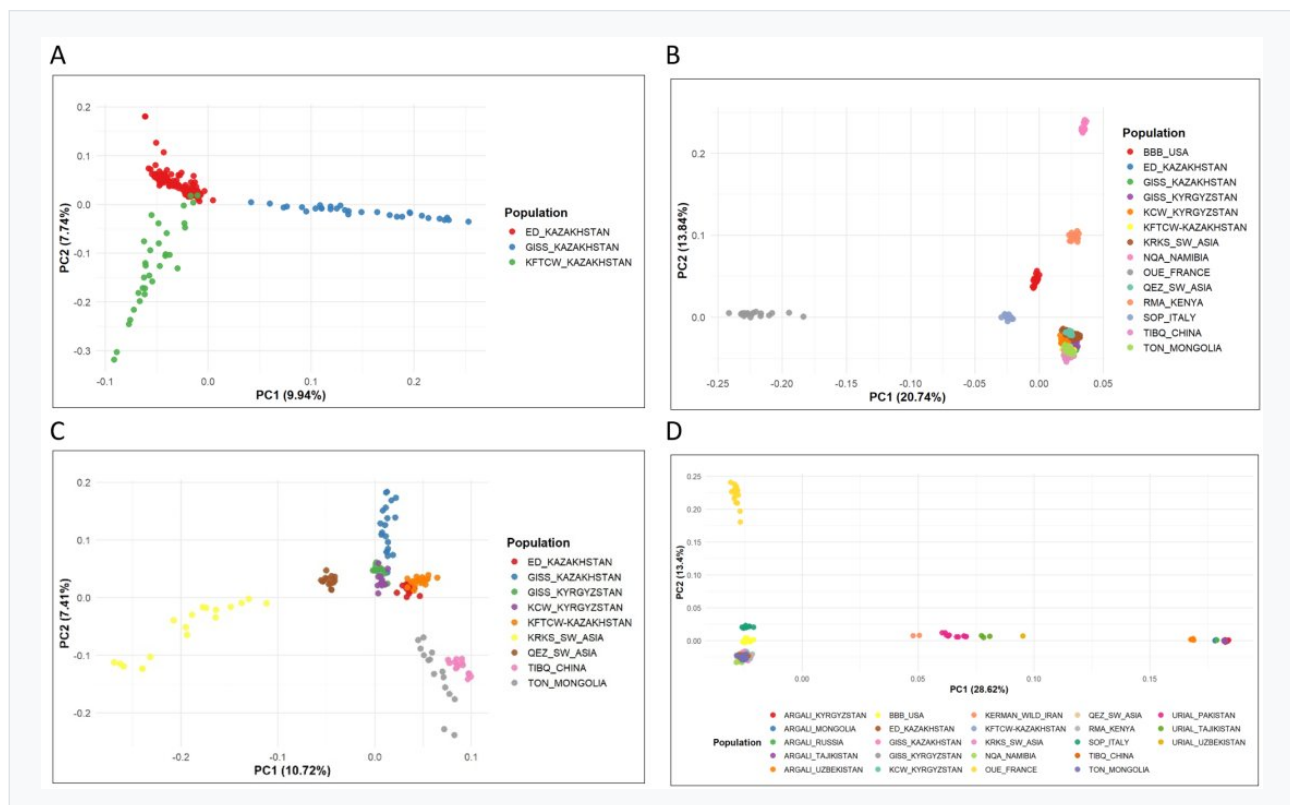 A
0.2
0.1
0.0
-0.1
-0.2
-0.3
PC2 (7.74%)
-0.1
0.0
0.1
0.2
PC1 (9.94%)
Population
ED_KAZAKHSTAN
GISS_KAZAKHSTAN
KFTCW_KAZAKHSTAN
B
0.2
0.1
0.0
PC2 (13.84%)
-0.25
-0.20
-0.15
-0.10
-0.05
0.00
0.05
PC1 (20.74%)
Population
BBB_USA
ED_KAZAKHSTAN
GISS_KAZAKHSTAN
GISS_KYRGYZSTAN
KCW_KYRGYZSTAN
KFTCW-KAZAKHSTAN
KRKS_SW_ASIA
NQA_NAMIBIA
OUE_FRANCE
QEZ_SW_ASIA
RMA_KENYA
SOP_ITALY
TIBQ_CHINA
TON_MONGOLIA
C
0.2
0.1
0.0
-0.1
-0.2
PC2 (7.41%)
-0.2
-0.1
0.0
0.1
PC1 (10.72%)
Population
ED_KAZAKHSTAN
GISS_KAZAKHSTAN
GISS_KYRGYZSTAN
KCW_KYRGYZSTAN
KFTCW-KAZAKHSTAN
KRKS_SW_ASIA
QEZ_SW_ASIA
TIBQ_CHINA
TON_MONGOLIA
D
0.25
0.20
0.15
0.10
0.05
0.00
PC2 (13.4%)
0.00
0.05
0.10
0.15
PC1 (28.62%)
Population
ARGALI_KYRGYZSTAN
ARGALI_MONGOLIA
ARGALI_RUSSIA
ARGALI_TAJIKISTAN
ARGALI_UZBEKISTAN
BBB_USA
ED_KAZAKHSTAN
GISS_KAZAKHSTAN
GISS_KYRGYZSTAN
KCW_KYRGYZSTAN
KERMAN_WILD_IRAN
KFTCW-KAZAKHSTAN
KRKS_SW_ASIA
NQA_NAMIBIA
OUE_FRANCE
QEZ_SW_ASIA
RMA_KENYA
SOP_ITALY
TIBQ_CHINA
TON_MONGOLIA
URIAL_PAKISTAN
URIAL_TAJIKISTAN
URIAL_UZBEKISTAN